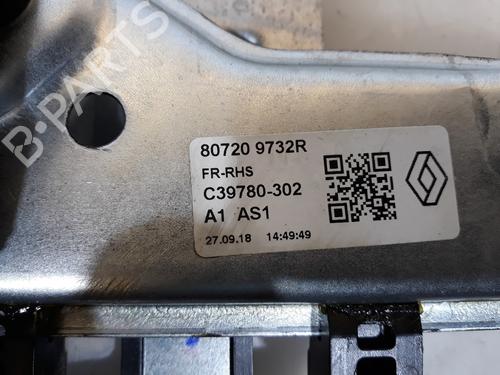 B-PARTS
80720 9732R
FR-RHS
C39780-302
A1 AS1
27.09.18 14:49:49